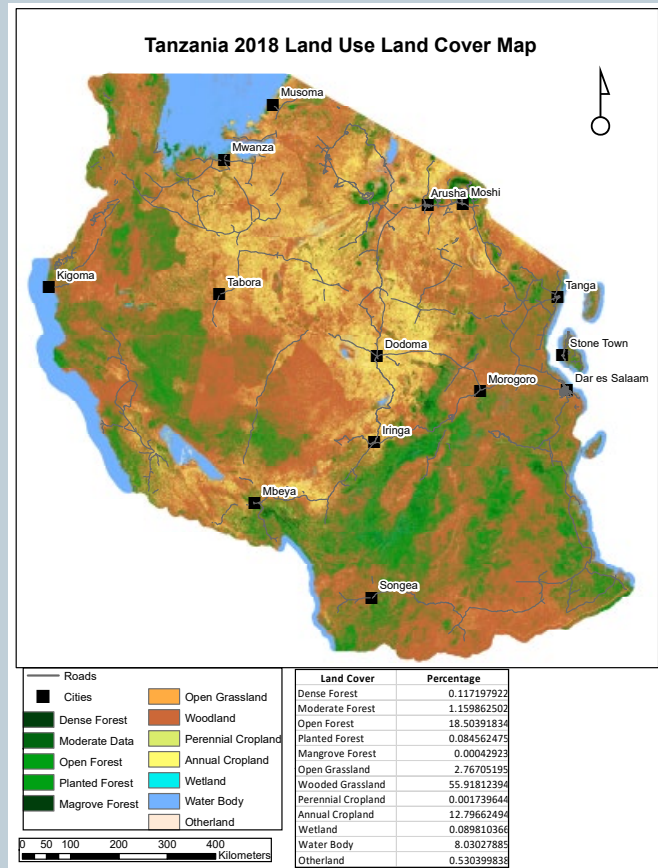 Tanzania 2018 Land Use Land Cover Map
Musoma
Mwanza
Arusha
Moshi
Kigoma
Tabora
Tanga
Dodoma
Stone Town
Morogoro
Dar es Salaam
Iringa
Mbeya
Songea
Roads
Cities
Dense Forest
Moderate Data
Open Forest
Planted Forest
Magrove Forest
Open Grassland
Woodland
Perennial Cropland
Annual Cropland
Wetland
Water Body
Otherland
0 50 100 200 300 400
Kilometers
Land Cover Percentage
Dense Forest 0.117197922
Moderate Forest 1.159862502
Open Forest 18.50391834
Planted Forest 0.084562475
Mangrove Forest 0.00042923
Open Grassland 2.76705195
Wooded Grassland 55.91812394
Perennial Cropland 0.001739644
Annual Cropland 12.79662494
Wetland 0.089810366
Water Body 8.03027885
Otherland 0.530399838